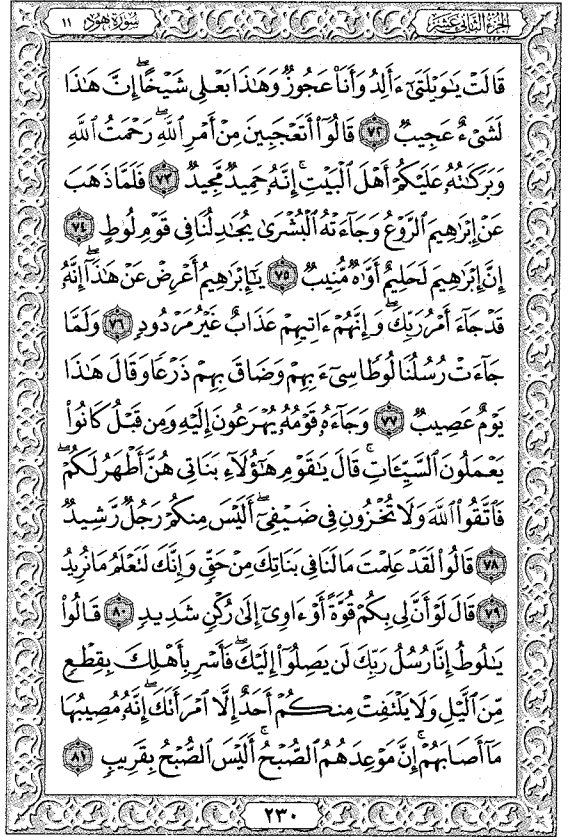 سورة هود ١١
الجزء الثاني عشر
قَالَتْ يَٰوَيْلَتَىٰٓ ءَأَلِدُ وَأَنَا۠ عَجُوزٌ وَهَٰذَا بَعْلِى شَيْخًا ۖ إِنَّ هَٰذَا
لَشَىْءٌ عَجِيبٌ ٧٢ قَالُوٓا۟ أَتَعْجَبِينَ مِنْ أَمْرِ ٱللَّهِ ۖ رَحْمَتُ ٱللَّهِ
وَبَرَكَٰتُهُۥ عَلَيْكُمْ أَهْلَ ٱلْبَيْتِ ۚ إِنَّهُۥ حَمِيدٌ مَّجِيدٌ ٧٣ فَلَمَّا ذَهَبَ
عَنْ إِبْرَٰهِيمَ ٱلرَّوْعُ وَجَآءَتْهُ ٱلْبُشْرَىٰ يُجَٰدِلُنَا فِى قَوْمِ لُوطٍ ٧٤
إِنَّ إِبْرَٰهِيمَ لَحَلِيمٌ أَوَّٰهٌ مُّنِيبٌ ٧٥ يَٰٓإِبْرَٰهِيمُ أَعْرِضْ عَنْ هَٰذَآ ۖ إِنَّهُۥ
قَدْ جَآءَ أَمْرُ رَبِّكَ ۖ وَإِنَّهُمْ ءَاتِيهِمْ عَذَابٌ غَيْرُ مَرْدُودٍ ٧٦ وَلَمَّا
جَآءَتْ رُسُلُنَا لُوطًا سِىٓءَ بِهِمْ وَضَاقَ بِهِمْ ذَرْعًا وَقَالَ هَٰذَا
يَوْمٌ عَصِيبٌ ٧٧ وَجَآءَهُۥ قَوْمُهُۥ يُهْرَعُونَ إِلَيْهِ وَمِن قَبْلُ كَانُوا۟
يَعْمَلُونَ ٱلسَّيِّـَٔاتِ ۚ قَالَ يَٰقَوْمِ هَٰٓؤُلَآءِ بَنَاتِى هُنَّ أَطْهَرُ لَكُمْ ۖ
فَٱتَّقُوا۟ ٱللَّهَ وَلَا تُخْزُونِ فِى ضَيْفِىٓ ۖ أَلَيْسَ مِنكُمْ رَجُلٌ رَّشِيدٌ
٧٨ قَالُوا۟ لَقَدْ عَلِمْتَ مَا لَنَا فِى بَنَاتِكَ مِنْ حَقٍّ وَإِنَّكَ لَتَعْلَمُ مَا نُرِيدُ
٧٩ قَالَ لَوْ أَنَّ لِى بِكُمْ قُوَّةً أَوْ ءَاوِىٓ إِلَىٰ رُكْنٍ شَدِيدٍ ٨٠ قَالُوا۟
يَٰلُوطُ إِنَّا رُسُلُ رَبِّكَ لَن يَصِلُوٓا۟ إِلَيْكَ ۖ فَأَسْرِ بِأَهْلِكَ بِقِطْعٍ
مِّنَ ٱلَّيْلِ وَلَا يَلْتَفِتْ مِنكُمْ أَحَدٌ إِلَّا ٱمْرَأَتَكَ ۖ إِنَّهُۥ مُصِيبُهَا
مَآ أَصَابَهُمْ ۚ إِنَّ مَوْعِدَهُمُ ٱلصُّبْحُ ۚ أَلَيْسَ ٱلصُّبْحُ بِقَرِيبٍ ٨١
٢٣٠